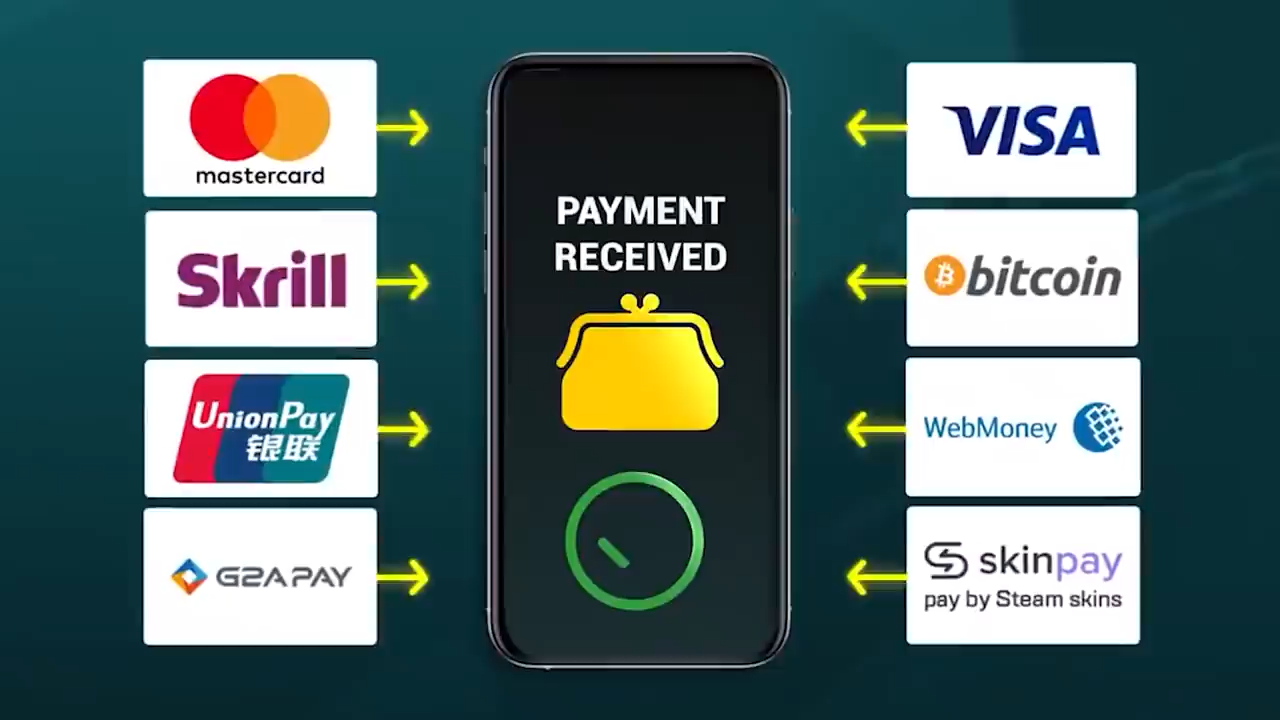 mastercard
Skrill
UnionPay
银联
G2A PAY
PAYMENT
RECEIVED
VISA
bitcoin
WebMoney
skinpay
pay by Steam skins